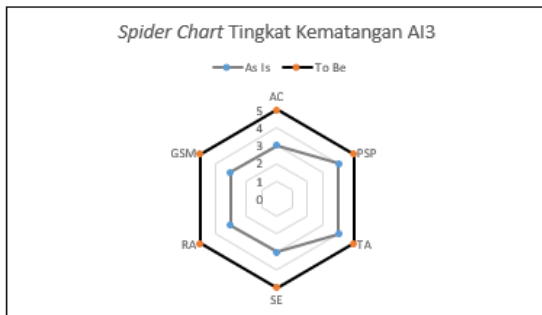 Spider Chart Tingkat Kematangan AI3
As Is To Be
AC
5
4
3
2
1
0
GSM
PSP
RA
TA
SE